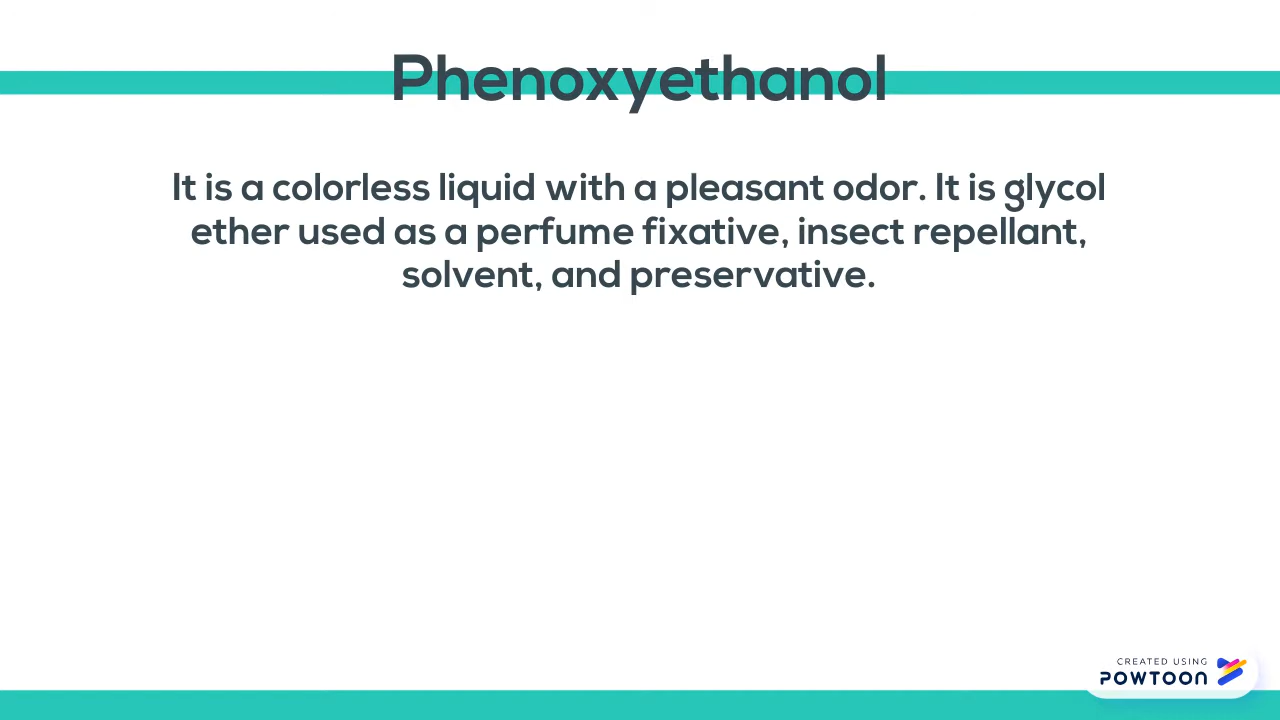 Phenoxyethanol
It is a colorless liquid with a pleasant odor. It is glycol
ether used as a perfume fixative, insect repellant,
solvent, and preservative.
CREATED USING
POWTOON